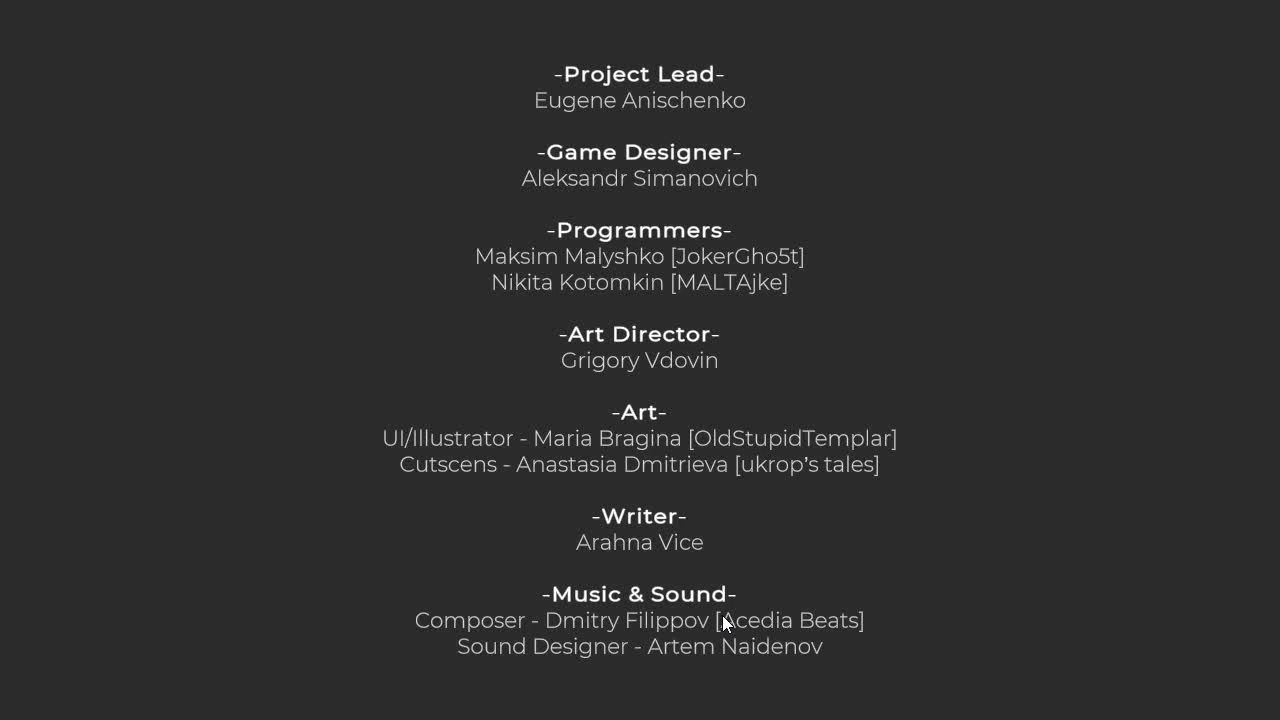 -Project Lead-
Eugene Anischenko
-Game Designer-
Aleksandr Simanovich
-Programmers-
Maksim Malyshko [JokerGho5t]
Nikita Kotomkin [MALTAjke]
-Art Director-
Grigory Vdovin
-Art-
UI/Illustrator - Maria Bragina [OldStupidTemplar]
Cutscens - Anastasia Dmitrieva [ukrop's tales]
-Writer-
Arahna Vice
-Music & Sound-
Composer - Dmitry Filippov [Acedia Beats]
Sound Designer - Artem Naidenov